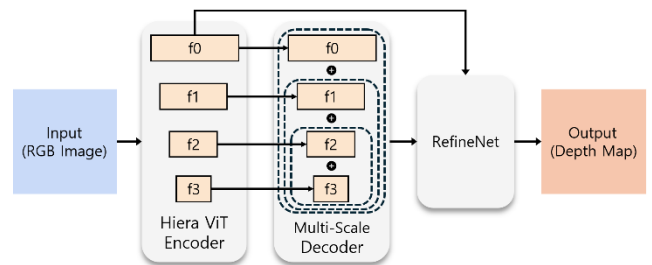 f0
f0
f1
f1
f2
f2
f3
f3
Input
(RGB Image)
Hiera ViT
Encoder
Multi-Scale
Decoder
RefineNet
Output
(Depth Map)